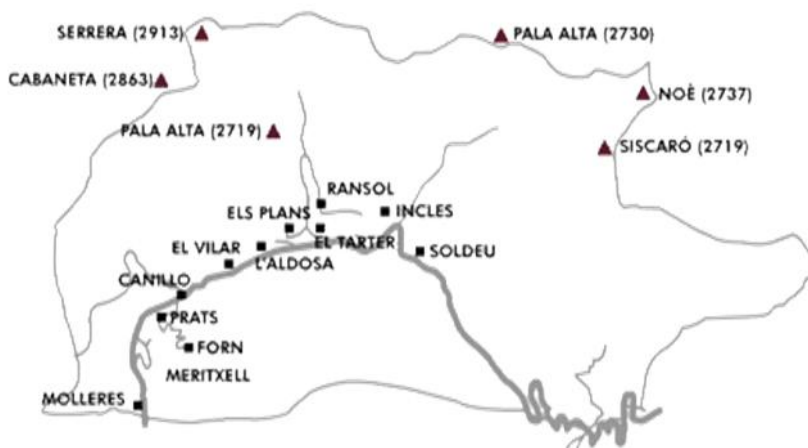 SERRERA (2913)
PALA ALTA (2730)
CABANETA (2863)
NOÈ (2737)
PALA ALTA (2719)
SISCARÓ (2719)
RANSOL
INCLES
ELS PLANS
EL TARTER
EL VILAR
L'ALDOSA
SOLDEU
CANILLO
PRATS
FORN
MERITXELL
MOLLERES